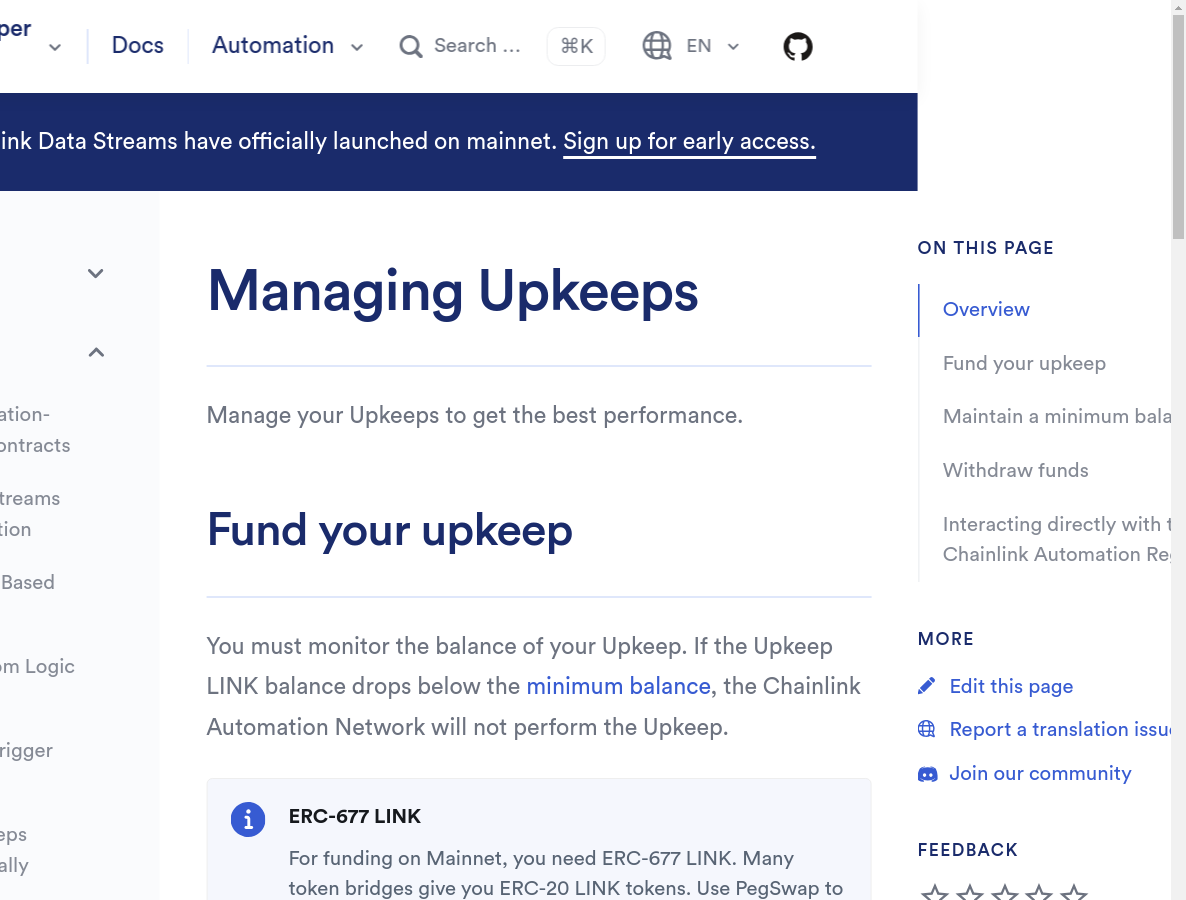 Docs
Automation
Search ...
⌘K
EN
ink Data Streams have officially launched on mainnet. Sign up for early access.
ation-
ontracts
treams
tion
Based
om Logic
rigger
eps
ally
Managing Upkeeps
Manage your Upkeeps to get the best performance.
Fund your upkeep
You must monitor the balance of your Upkeep. If the Upkeep
LINK balance drops below the minimum balance, the Chainlink
Automation Network will not perform the Upkeep.
ERC-677 LINK
For funding on Mainnet, you need ERC-677 LINK. Many
token bridges give you ERC-20 LINK tokens. Use PegSwap to
ON THIS PAGE
Overview
Fund your upkeep
Maintain a minimum bala
Withdraw funds
Interacting directly with t
Chainlink Automation Reg
MORE
Edit this page
Report a translation issue
Join our community
FEEDBACK